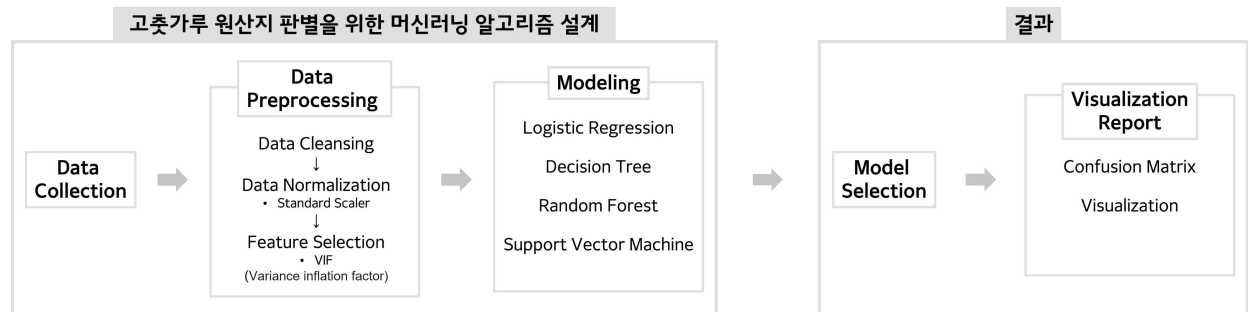 고춧가루 원산지 판별을 위한 머신러닝 알고리즘 설계
Data
Collection
Data
Preprocessing
Data Cleansing
↓
Data Normalization
• Standard Scaler
↓
Feature Selection
• VIF
(Variance inflation factor)
Modeling
Logistic Regression
Decision Tree
Random Forest
Support Vector Machine
결과
Model
Selection
Visualization
Report
Confusion Matrix
Visualization